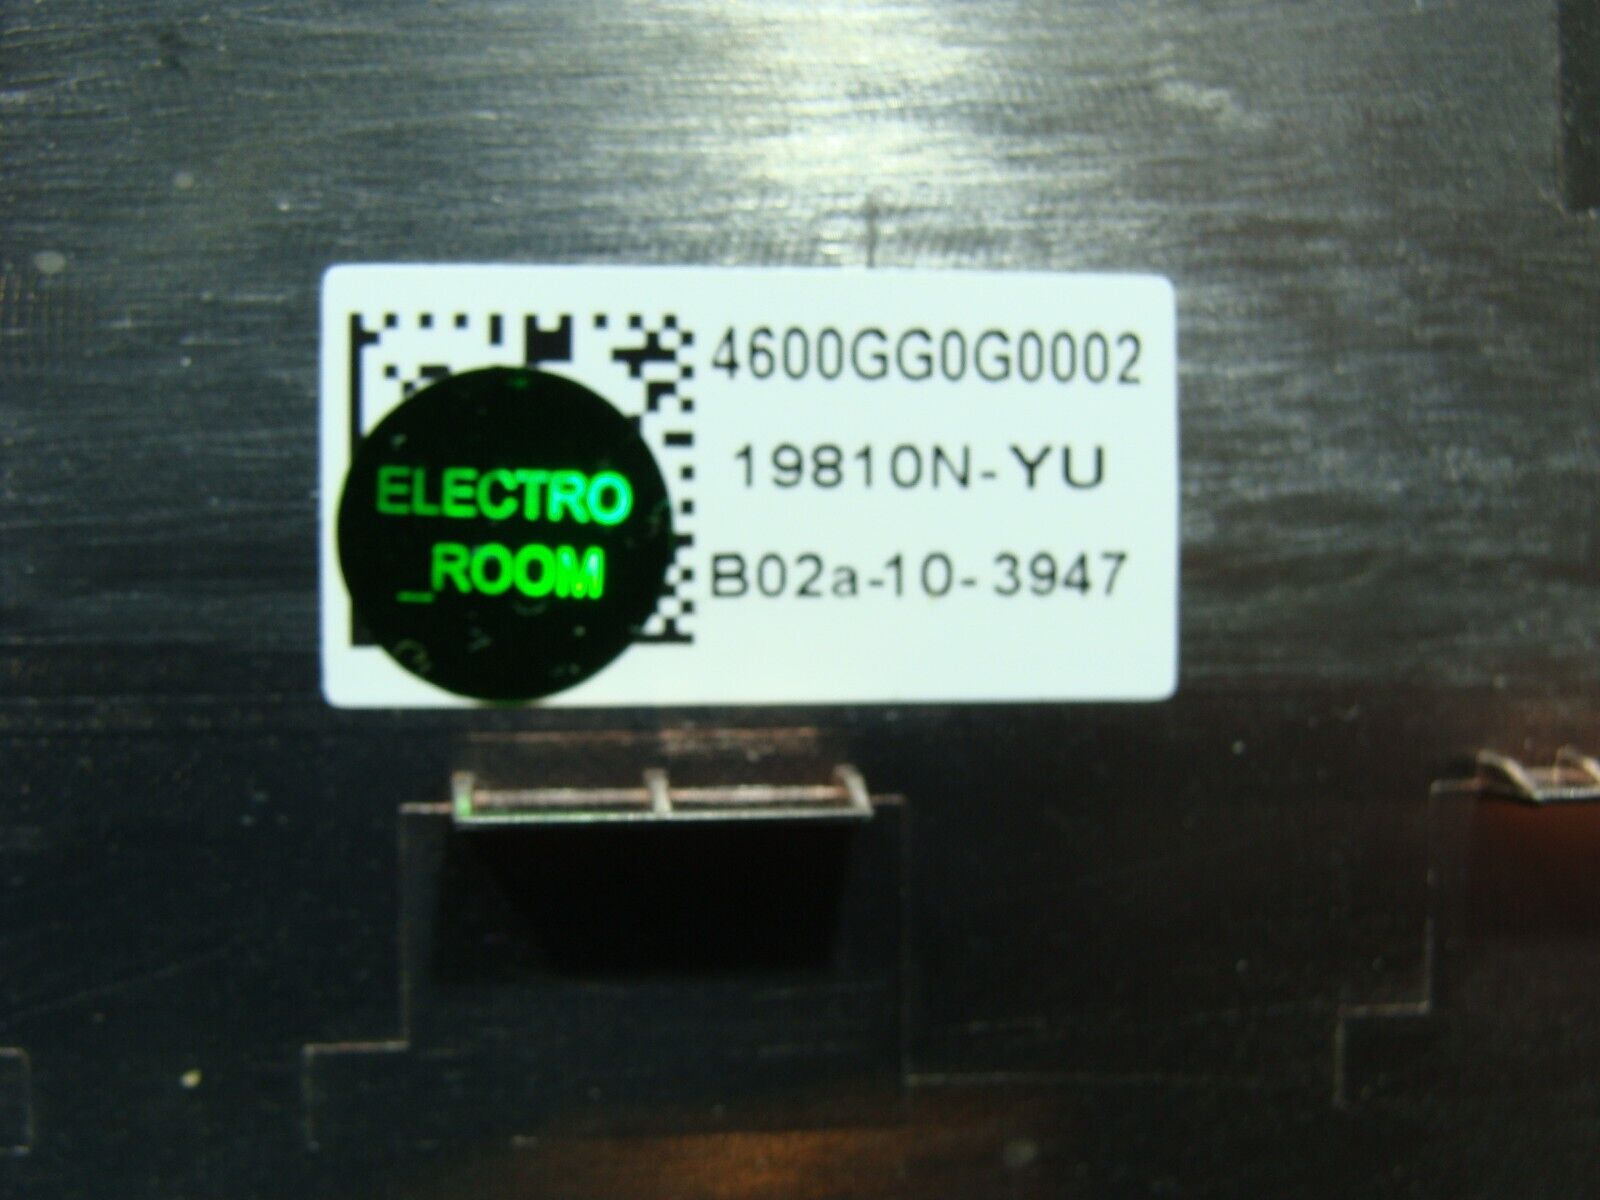 4600GG0G0002
19810N-YU
B02a-10-3947
ELECTRO
_ROOM